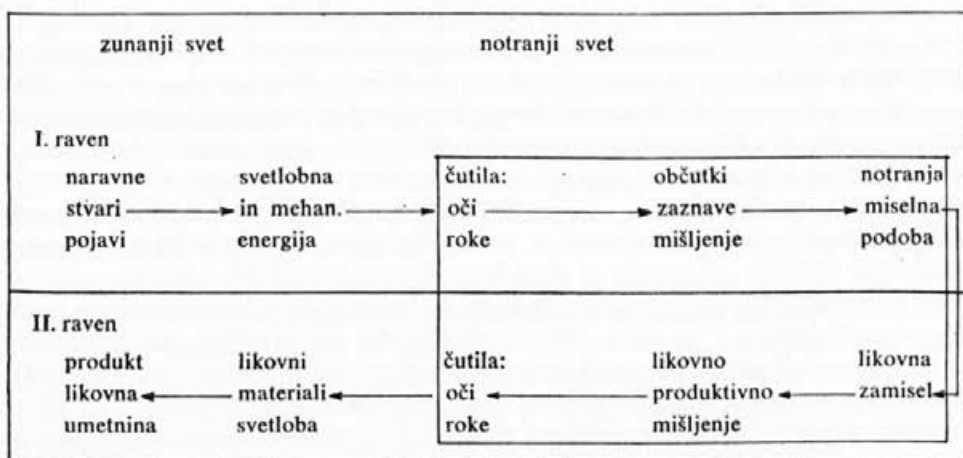 zunanji svet notranji svet
I. raven
naravne svetlobna čutila: občutki notranja
stvari in mehan. oči zaznave miselna
pojavi energija roke mišljenje podoba
II. raven
produkt likovni čutila: likovno likovna
likovna materiali oči produktivno zamisel
umetnina svetloba roke mišljenje